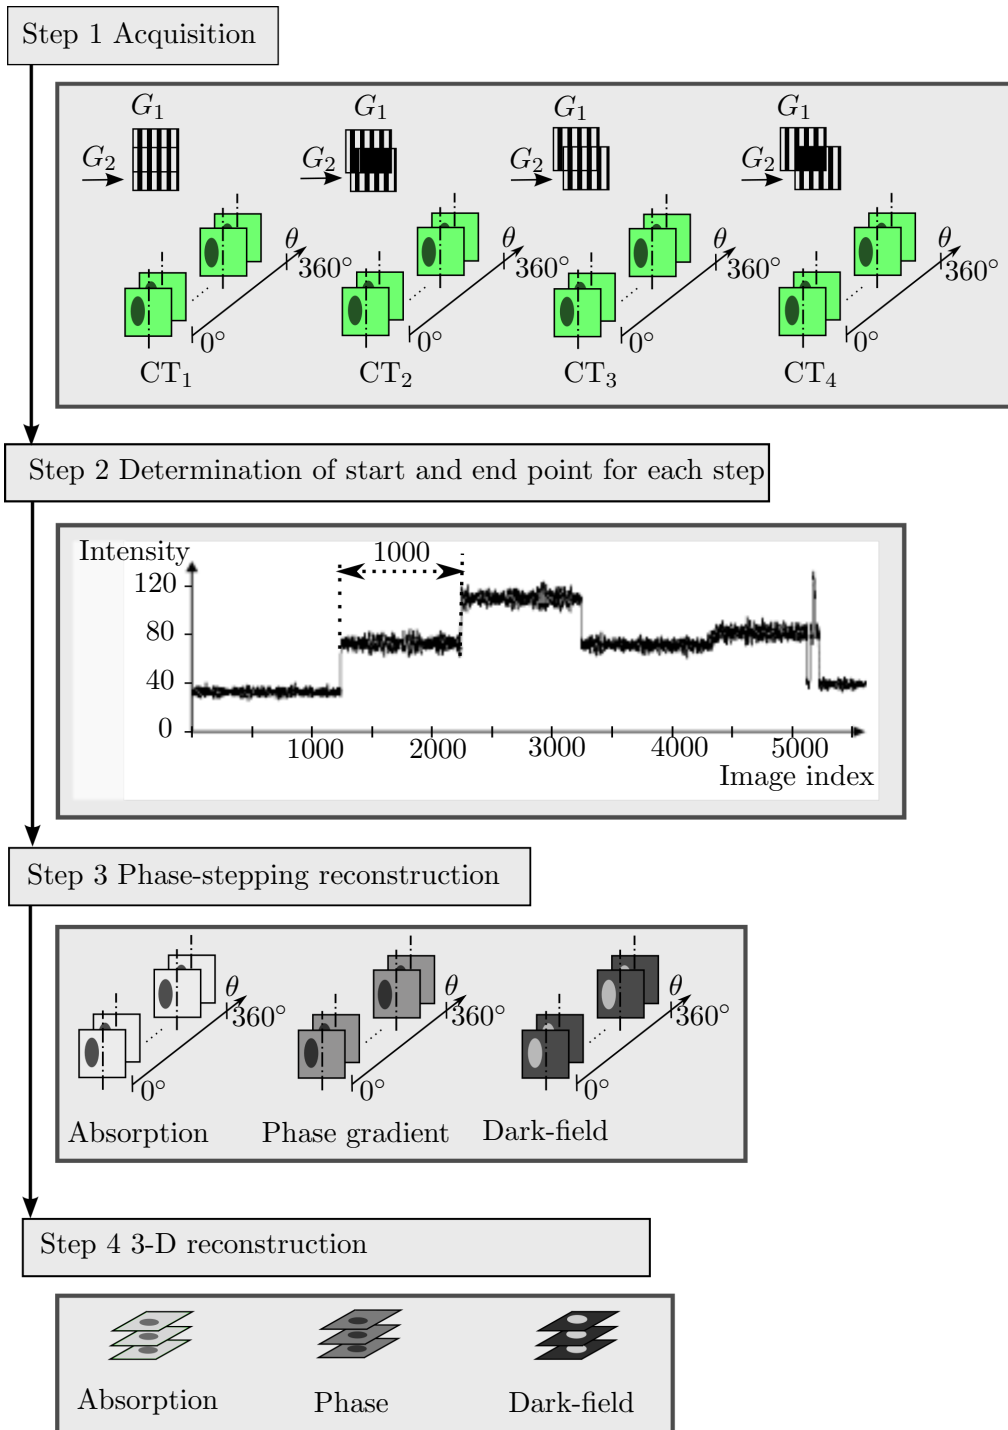 Step 1 Acquisition
G₁ G₁ G₁ G₁
G₂ G₂ G₂ G₂
θ θ θ θ
360° 360° 360° 360°
0° 0° 0° 0°
CT₁ CT₂ CT₃ CT₄
Step 2 Determination of start and end point for each step
Intensity 1000
120
80
40
0
1000 2000 3000 4000 5000
Image index
Step 3 Phase-stepping reconstruction
θ θ θ
360° 360° 360°
0° 0° 0°
Absorption Phase gradient Dark-field
Step 4 3-D reconstruction
Absorption Phase Dark-field